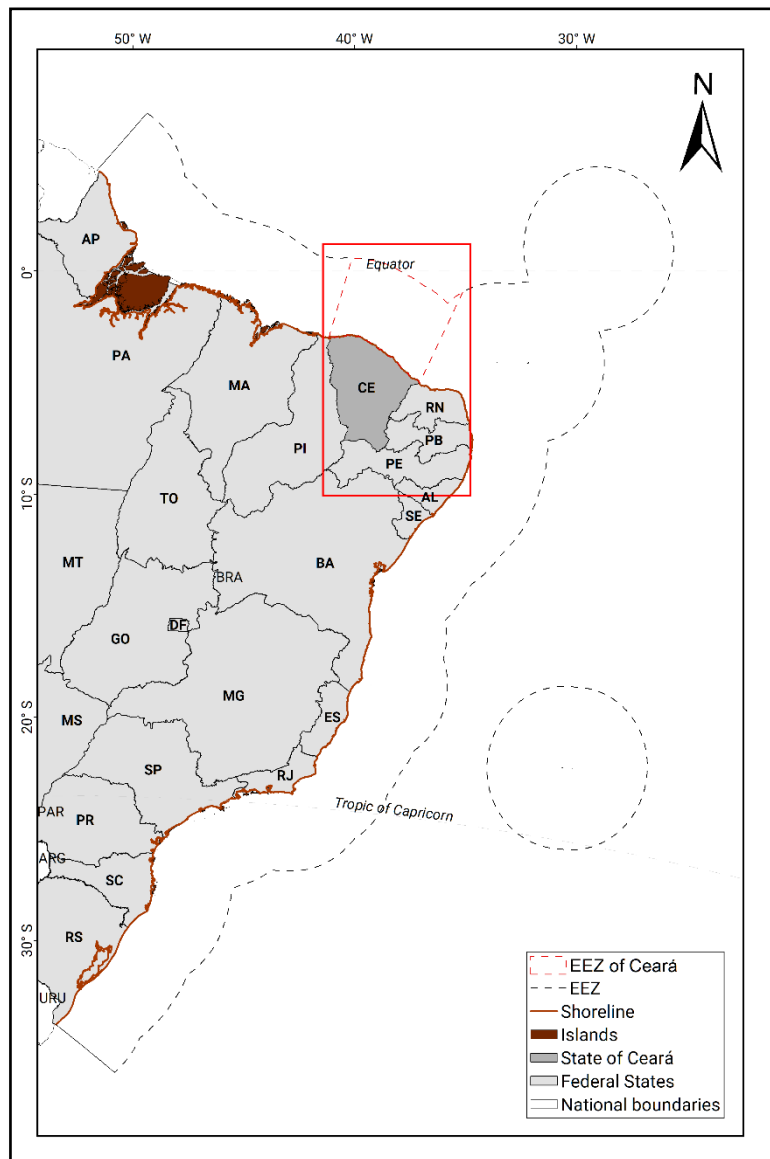 50° W
40° W
30° W
N
AP
0°
Equator
PA
MA
CE
RN
PB
PI
PE
10°S
TO
AL
SE
MT
BA
BRA
GO
DF
MG
MS
ES
20°S
SP
RJ
PAR
PR
Tropic of Capricorn
ARG
SC
RS
30°S
URU
EEZ of Ceará
EEZ
Shoreline
Islands
State of Ceará
Federal States
National boundaries